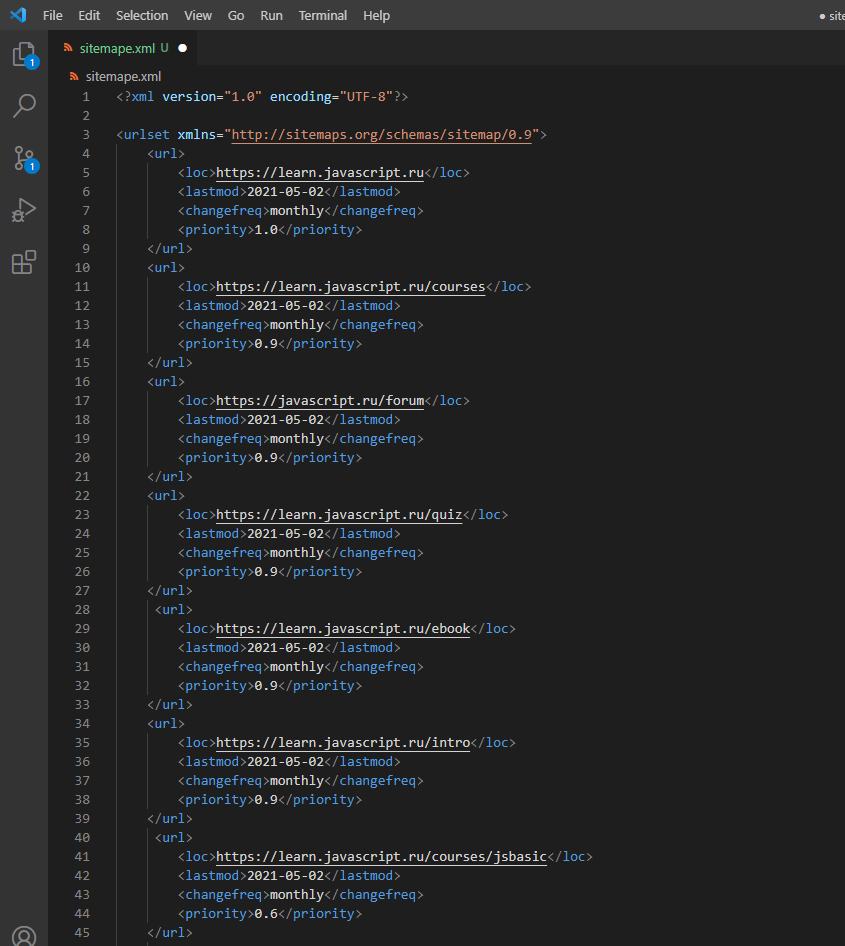 File Edit Selection View Go Run Terminal Help ● site
sitemape.xml U ●
1
sitemape.xml
1 <?xml version="1.0" encoding="UTF-8"?>
2
3 <urlset xmlns="http://sitemaps.org/schemas/sitemap/0.9">
4 <url>
5 <loc>https://learn.javascript.ru</loc>
6 <lastmod>2021-05-02</lastmod>
1
7 <changefreq>monthly</changefreq>
8 <priority>1.0</priority>
9 </url>
10 <url>
11 <loc>https://learn.javascript.ru/courses</loc>
12 <lastmod>2021-05-02</lastmod>
13 <changefreq>monthly</changefreq>
14 <priority>0.9</priority>
15 </url>
16 <url>
17 <loc>https://javascript.ru/forum</loc>
18 <lastmod>2021-05-02</lastmod>
19 <changefreq>monthly</changefreq>
20 <priority>0.9</priority>
21 </url>
22 <url>
23 <loc>https://learn.javascript.ru/quiz</loc>
24 <lastmod>2021-05-02</lastmod>
25 <changefreq>monthly</changefreq>
26 <priority>0.9</priority>
27 </url>
28 <url>
29 <loc>https://learn.javascript.ru/ebook</loc>
30 <lastmod>2021-05-02</lastmod>
31 <changefreq>monthly</changefreq>
32 <priority>0.9</priority>
33 </url>
34 <url>
35 <loc>https://learn.javascript.ru/intro</loc>
36 <lastmod>2021-05-02</lastmod>
37 <changefreq>monthly</changefreq>
38 <priority>0.9</priority>
39 </url>
40 <url>
41 <loc>https://learn.javascript.ru/courses/jsbasic</loc>
42 <lastmod>2021-05-02</lastmod>
43 <changefreq>monthly</changefreq>
44 <priority>0.6</priority>
45 </url>